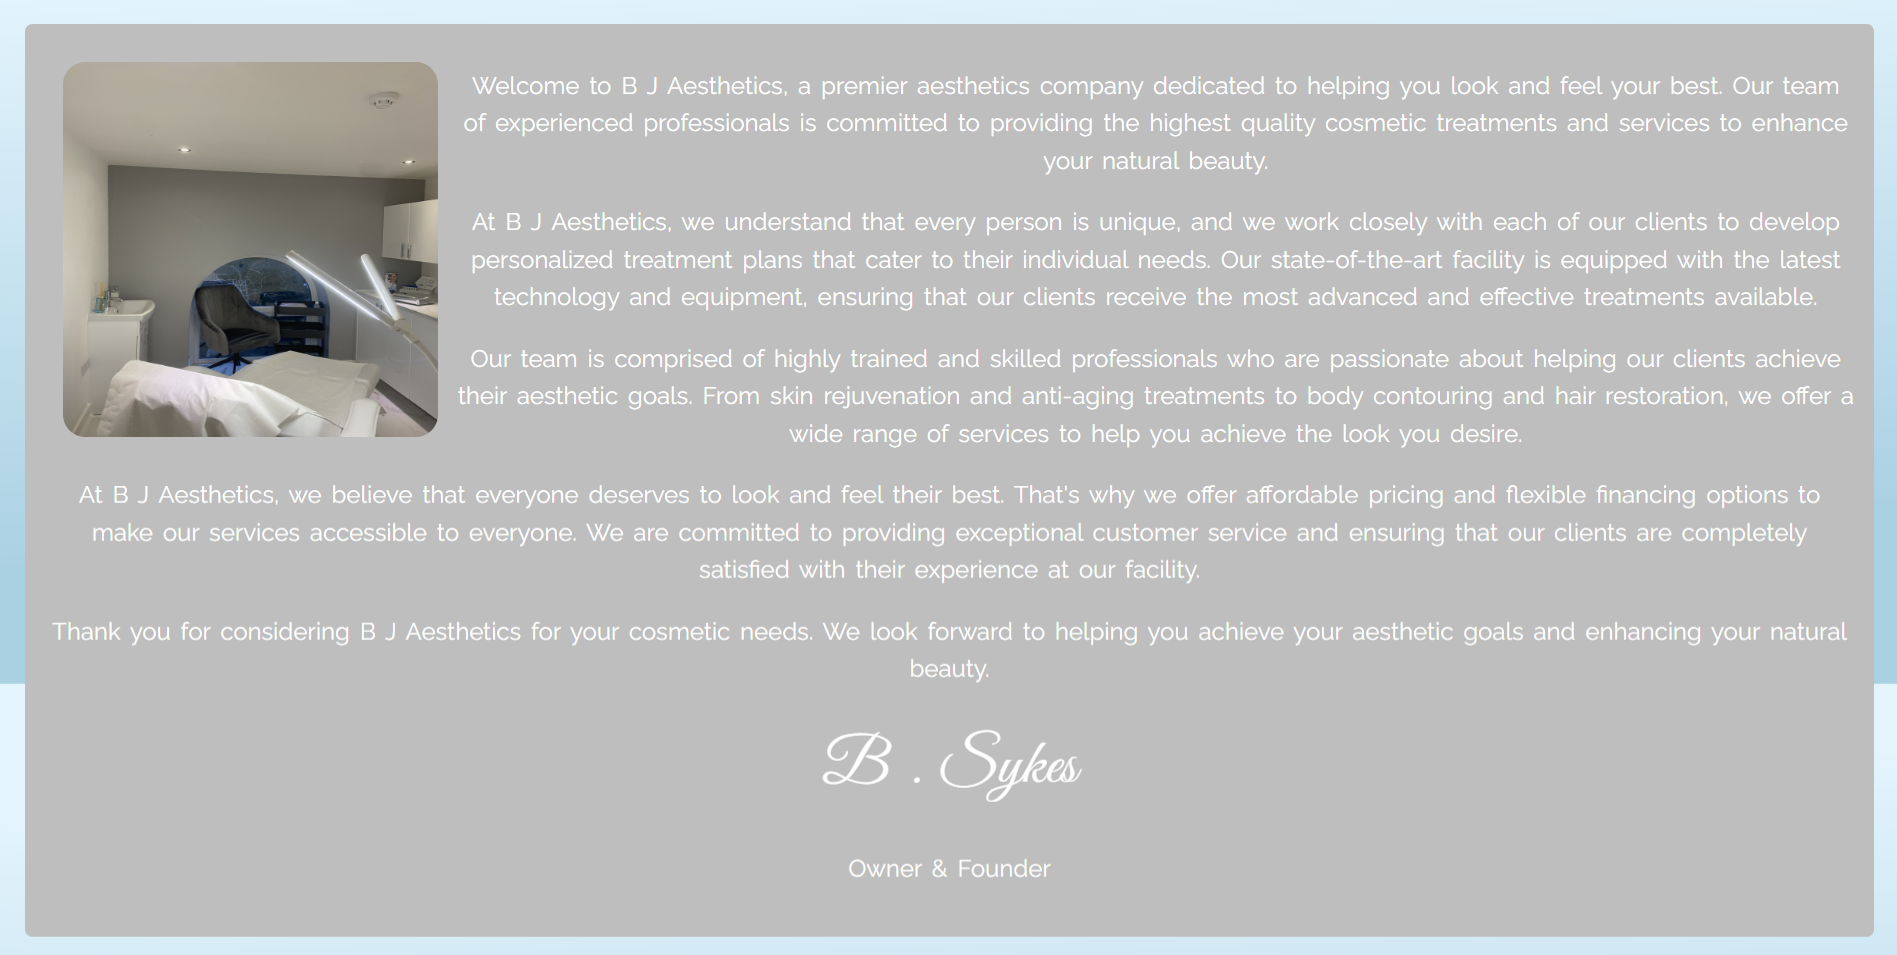 Welcome to B J Aesthetics, a premier aesthetics company dedicated to helping you look and feel your best. Our team
of experienced professionals is committed to providing the highest quality cosmetic treatments and services to enhance
your natural beauty.
At B J Aesthetics, we understand that every person is unique, and we work closely with each of our clients to develop
personalized treatment plans that cater to their individual needs. Our state-of-the-art facility is equipped with the latest
technology and equipment, ensuring that our clients receive the most advanced and effective treatments available.
Our team is comprised of highly trained and skilled professionals who are passionate about helping our clients achieve
their aesthetic goals. From skin rejuvenation and anti-aging treatments to body contouring and hair restoration, we offer a
wide range of services to help you achieve the look you desire.
At B J Aesthetics, we believe that everyone deserves to look and feel their best. That's why we offer affordable pricing and flexible financing options to
make our services accessible to everyone. We are committed to providing exceptional customer service and ensuring that our clients are completely
satisfied with their experience at our facility.
Thank you for considering B J Aesthetics for your cosmetic needs. We look forward to helping you achieve your aesthetic goals and enhancing your natural
beauty.
B . Sykes
Owner & Founder